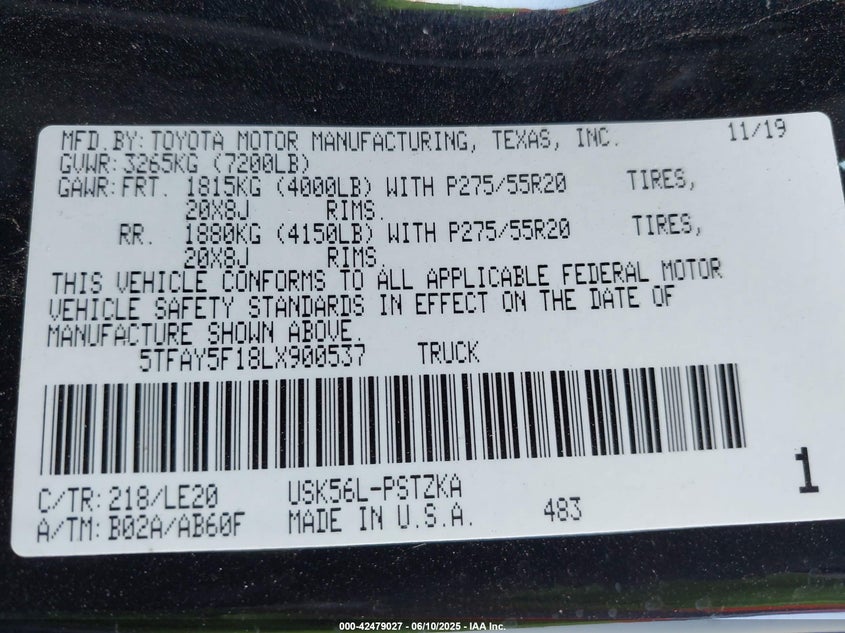 MFD.BY: TOYOTA MOTOR MANUFACTURING, TEXAS, INC. 11/19
GVWR: 3265KG (7200LB)
GAWR: FRT. 1815KG (4000LB) WITH P275/55R20 TIRES,
20X8J RIMS.
RR. 1880KG (4150LB) WITH P275/55R20 TIRES,
20X8J RIMS.
THIS VEHICLE CONFORMS TO ALL APPLICABLE FEDERAL MOTOR
VEHICLE SAFETY STANDARDS IN EFFECT ON THE DATE OF
MANUFACTURE SHOWN ABOVE.
5TFAY5F18LX900537 TRUCK
C/TR: 218/LE20 USK56L-PSTZKA
A/TM: B02A/AB60F MADE IN U.S.A. 483
1
000-42479027 - 06/10/2025 - IAA Inc.